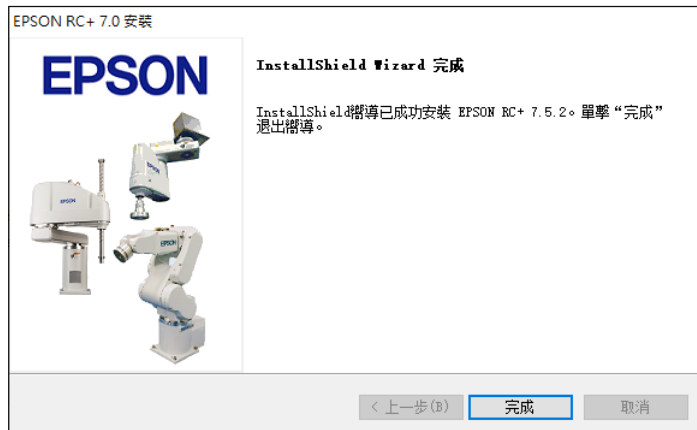 EPSON RC+ 7.0 安裝
EPSON
InstallShield Wizard 完成
InstallShield嚮導已成功安裝 EPSON RC+ 7.5.2。單擊“完成”
退出嚮導。
EPSON
EPSON
< 上一步(B)
完成
取消